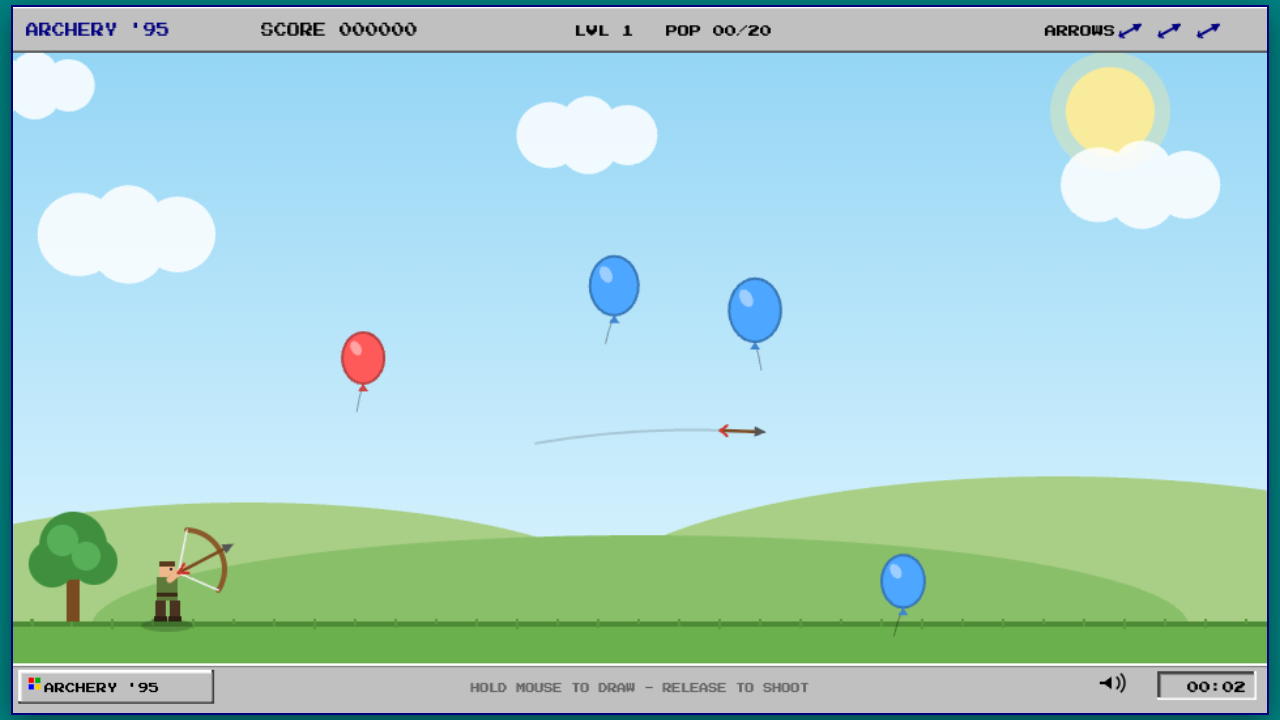 ARCHERY '95 SCORE 000000 LVL 1 POP 00/20 ARROWS
HOLD MOUSE TO DRAW - RELEASE TO SHOOT
ARCHERY '95
00:02